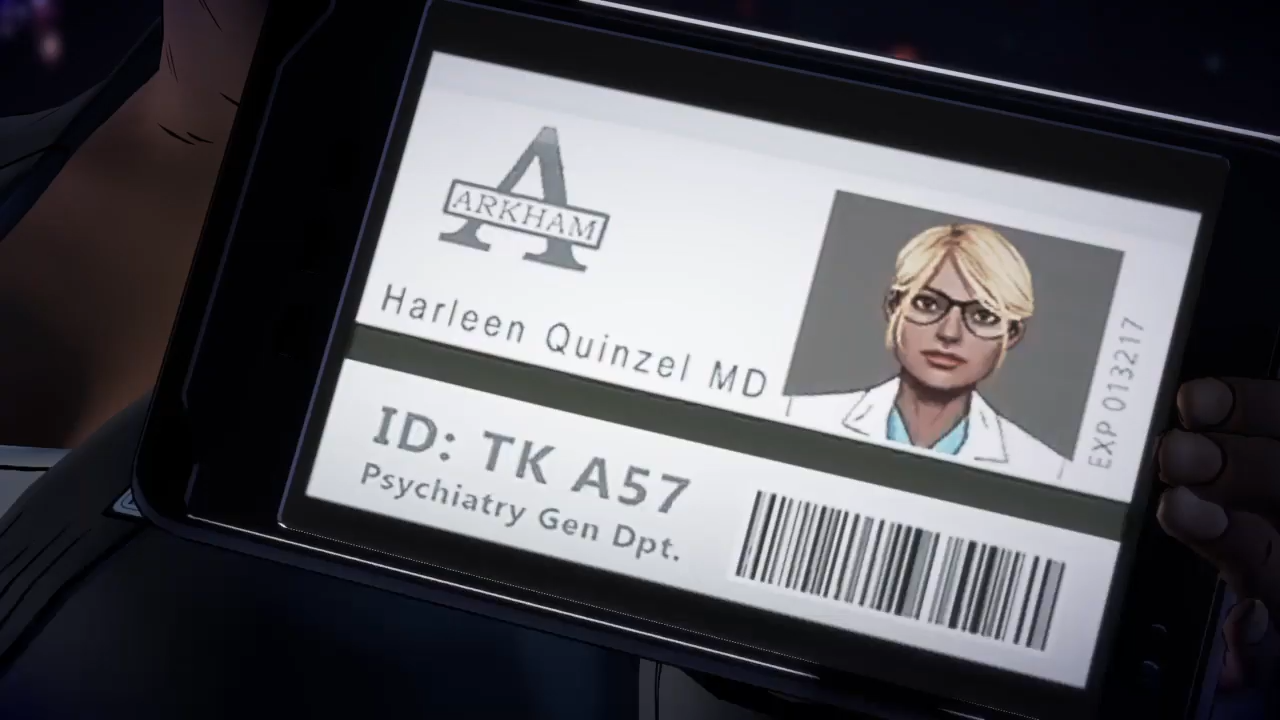 ARKHAM
Harleen Quinzel MD
EXP 013217
ID: TK A57
Psychiatry Gen Dpt.